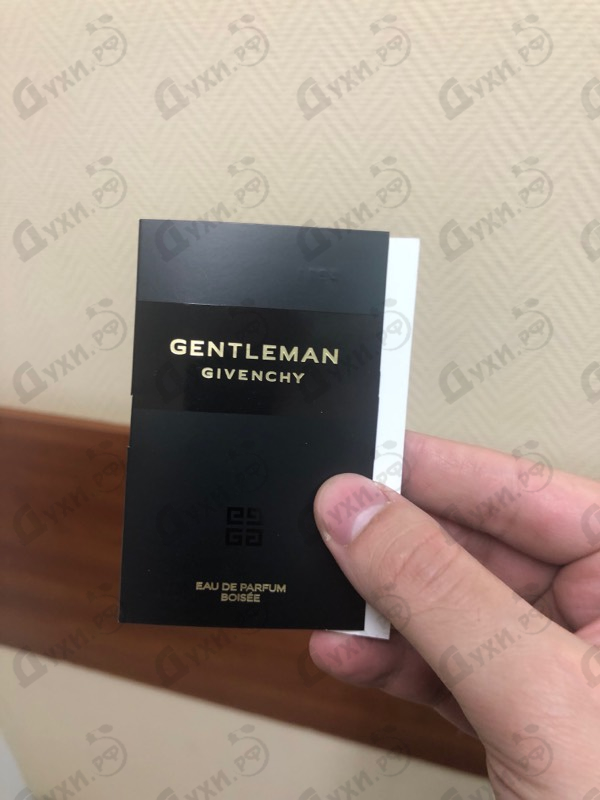 GENTLEMAN
GIVENCHY
EAU DE PARFUM
BOISÉE
Духи.РФ